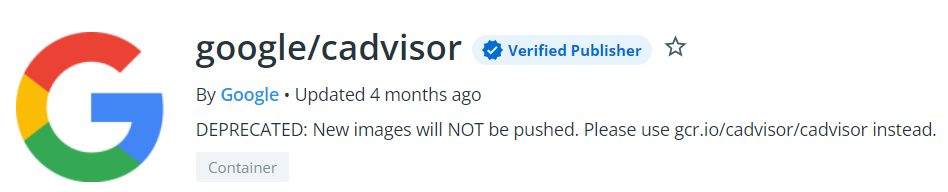 google/cadvisor Verified Publisher
By Google • Updated 4 months ago
DEPRECATED: New images will NOT be pushed. Please use gcr.io/cadvisor/cadvisor instead.
Container